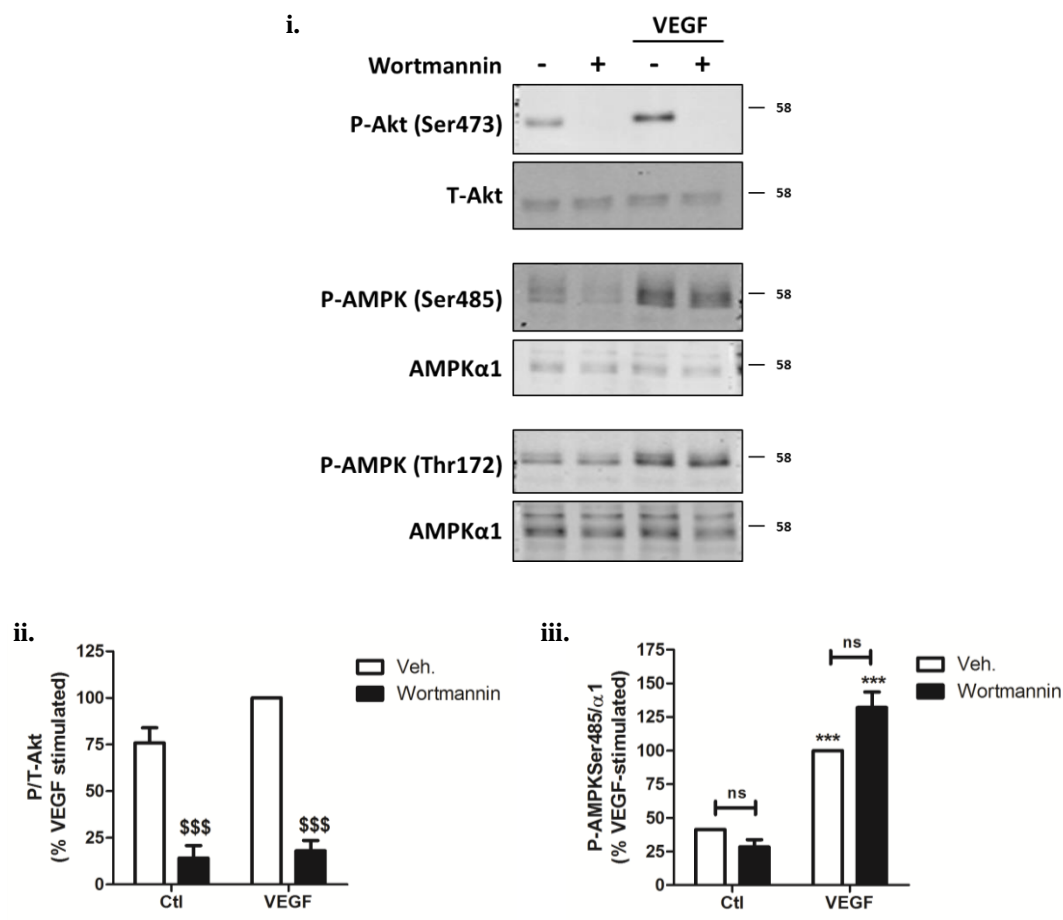 i.
VEGF
Wortmannin - + - +
P-Akt (Ser473)
58
T-Akt
58
P-AMPK (Ser485)
58
AMPKα1
58
P-AMPK (Thr172)
58
AMPKα1
58
ii.
P/T-Akt
(% VEGF stimulated)
125
100
75
50
25
0
$$$
$$$
Ctl
VEGF
Veh.
Wortmannin
iii.
P-AMPKSer485/α1
(% VEGF-stimulated)
175
150
125
100
75
50
25
0
ns
ns
***
***
Ctl
VEGF
Veh.
Wortmannin